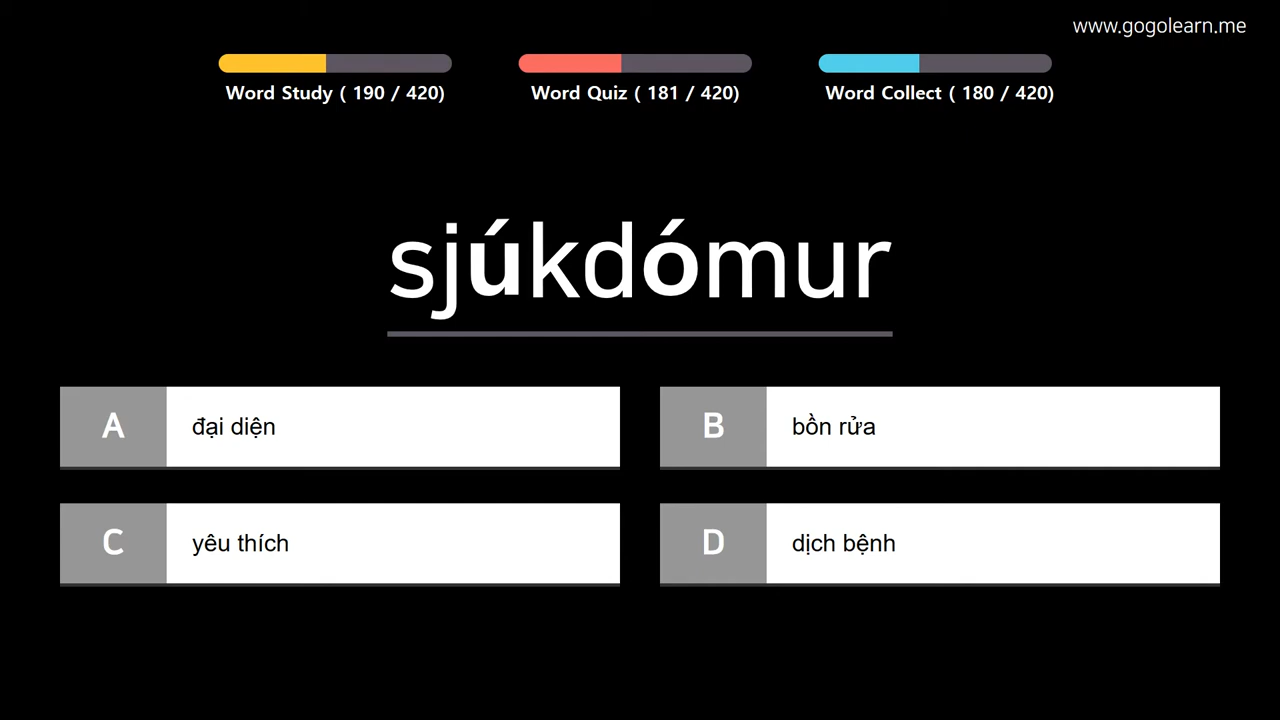 www.gogolearn.me
Word Study ( 190 / 420)
Word Quiz ( 181 / 420)
Word Collect ( 180 / 420)
sjúkdómur
A đại diện
B bồn rửa
C yêu thích
D dịch bệnh